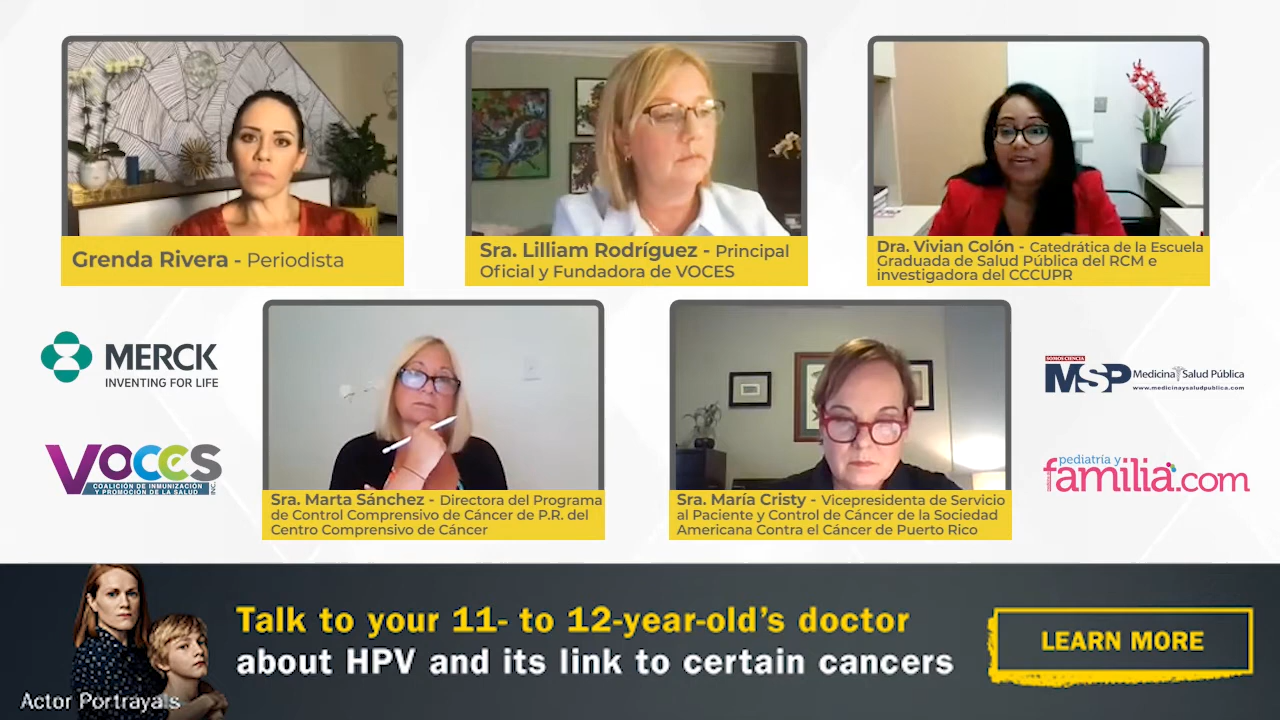 Grenda Rivera - Periodista
Sra. Lilliam Rodríguez - Principal
Oficial y Fundadora de VOCES
Dra. Vivian Colón - Catedrática de la Escuela
Graduada de Salud Pública del RCM e
investigadora del CCCUPR
MERCK
INVENTING FOR LIFE
VOCES
COALICIÓN DE INMUNIZACIÓN
Y PROMOCIÓN DE LA SALUD INC.
Sra. Marta Sánchez - Directora del Programa
de Control Comprensivo de Cáncer de P.R. del
Centro Comprensivo de Cáncer
Sra. María Cristy - Vicepresidenta de Servicio
al Paciente y Control de Cáncer de la Sociedad
Americana Contra el Cáncer de Puerto Rico
SOMOS CIENCIA
MSP Medicina y Salud Pública
www.medicinaysaludpublica.com
pediatría y
familia.com
Talk to your 11- to 12-year-old's doctor
about HPV and its link to certain cancers
LEARN MORE
Actor Portrayals